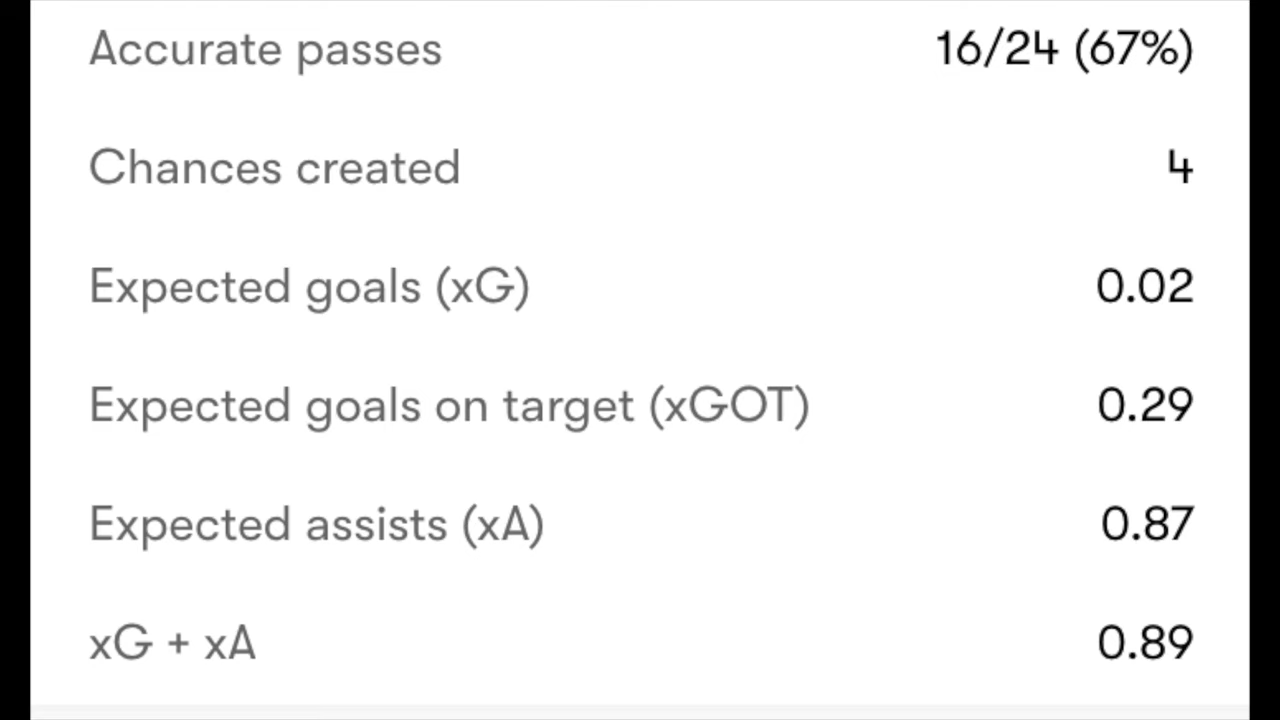 Accurate passes 16/24 (67%)
Chances created 4
Expected goals (xG) 0.02
Expected goals on target (xGOT) 0.29
Expected assists (xA) 0.87
xG + xA 0.89